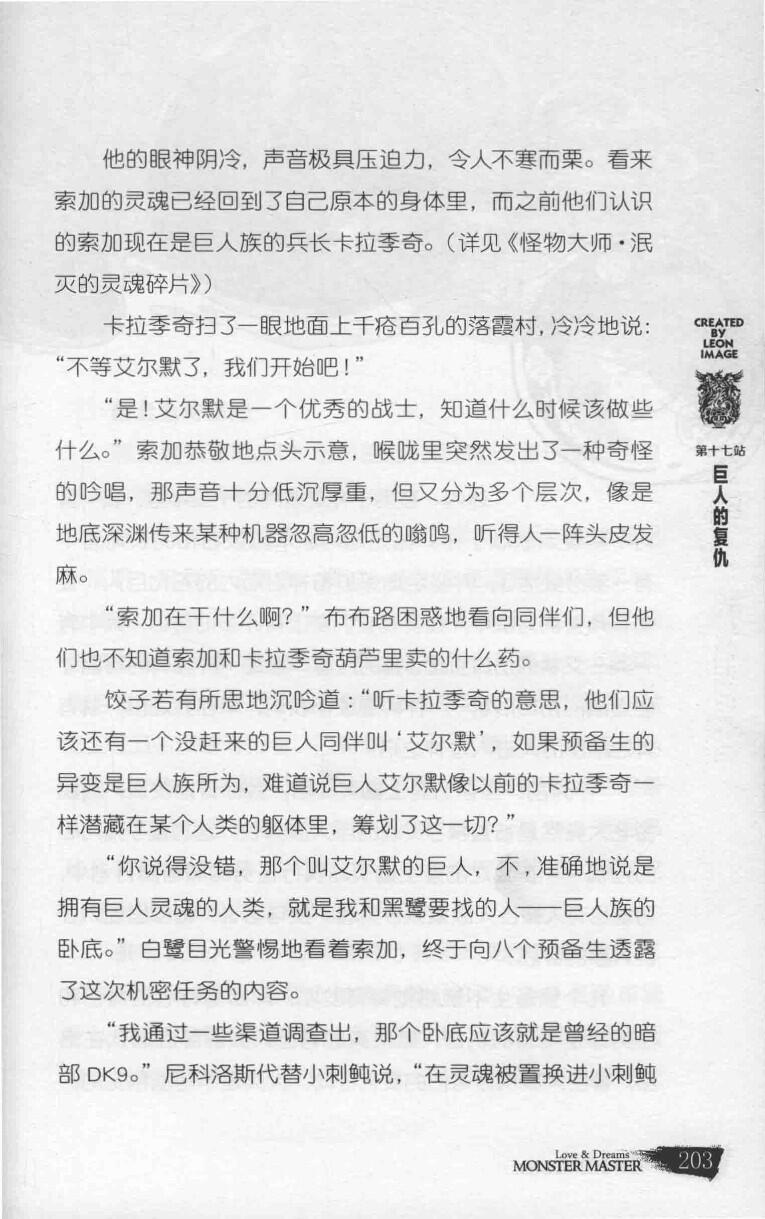 他的眼神阴冷，声音极具压迫力，令人不寒而栗。看来
索加的灵魂已经回到了自己原本的身体里，而之前他们认识
的索加现在是巨人族的兵长卡拉季奇。（详见《怪物大师·泯
灭的灵魂碎片》）
卡拉季奇扫了一眼地面上千疮百孔的落霞村，冷冷地说：
“不等艾尔默了，我们开始吧！”
“是！艾尔默是一个优秀的战士，知道什么时候该做些
什么。”索加恭敬地点头示意，喉咙里突然发出了一种奇怪
的吟唱，那声音十分低沉厚重，但又分为多个层次，像是
地底深渊传来某种机器忽高忽低的嗡鸣，听得人一阵头皮发
麻。
“索加在干什么啊？”布布路困惑地看向同伴们，但他
们也不知道索加和卡拉季奇葫芦里卖的什么药。
饺子若有所思地沉吟道：“听卡拉季奇的意思，他们应
该还有一个没赶来的巨人同伴叫‘艾尔默’，如果预备生的
异变是巨人族所为，难道说巨人艾尔默像以前的卡拉季奇一
样潜藏在某个人类的躯体里，筹划了这一切？”
“你说得没错，那个叫艾尔默的巨人，不，准确地说是
拥有巨人灵魂的人类，就是我和黑鹭要找的人——巨人族的
卧底。”白鹭目光警惕地看着索加，终于向八个预备生透露
了这次机密任务的内容。
“我通过一些渠道调查出，那个卧底应该就是曾经的暗
部DK9。”尼科洛斯代替小刺鲀说，“在灵魂被置换进小刺鲀
CREATED
BY
LEON
IMAGE
第十七站
巨人的复仇
Love & Dreams
MONSTER MASTER
203